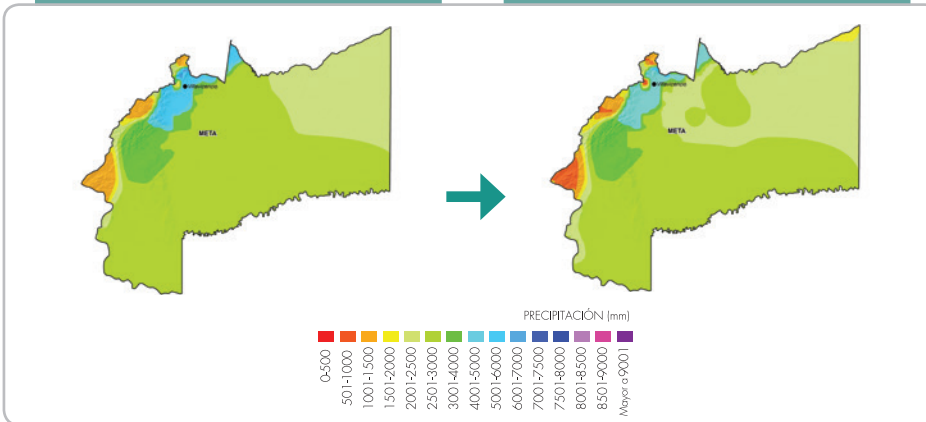 Villavicencio
META
Villavicencio
META
PRECIPITACIÓN (mm)
0-500
501-1000
1001-1500
1501-2000
2001-2500
2501-3000
3001-4000
4001-5000
5001-6000
6001-7000
7001-7500
7501-8000
8001-8500
8501-9000
Mayor a 9001